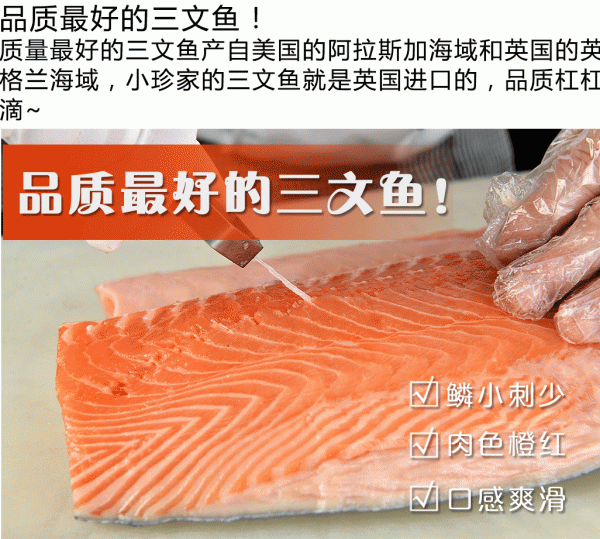 品质最好的三文鱼！
质量最好的三文鱼产自美国的阿拉斯加海域和英国的英
格兰海域，小珍家的三文鱼就是英国进口的，品质杠杠
滴~
品质最好的三文鱼!
鳞小刺少
肉色橙红
口感爽滑